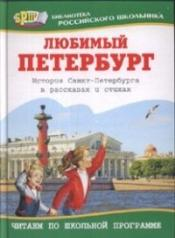 БИБЛИОТЕКА
РОССИЙСКОГО ШКОЛЬНИКА
ЛЮБИМЫЙ
ПЕТЕРБУРГ
История Санкт-Петербурга
в рассказах и стихах
ЧИТАЕМ ПО ШКОЛЬНОЙ ПРОГРАММЕ